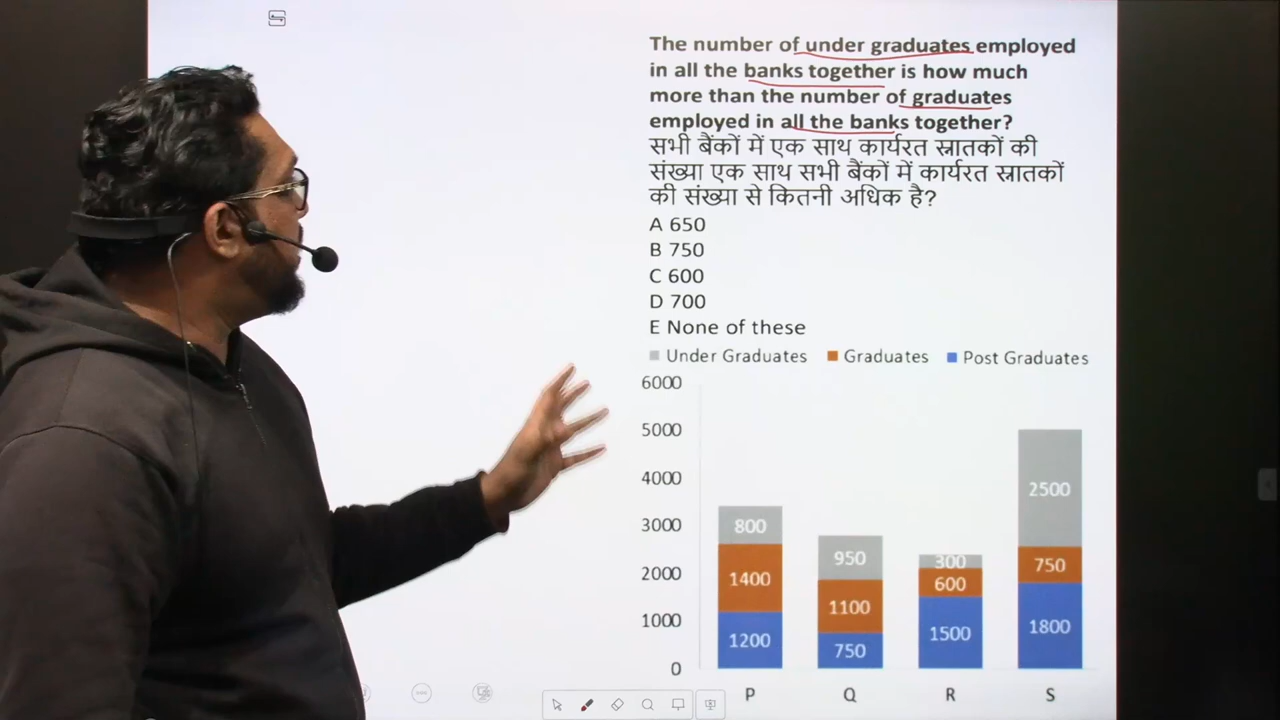 The number of under graduates employed
in all the banks together is how much
more than the number of graduates
employed in all the banks together?
सभी बैंकों में एक साथ कार्यरत स्नातकों की
संख्या एक साथ सभी बैंकों में कार्यरत स्नातकों
की संख्या से कितनी अधिक है?
A 650
B 750
C 600
D 700
E None of these
Under Graduates Graduates Post Graduates
6000
5000
4000
3000
2000
1000
0
800
1400
1200
950
1100
750
300
600
1500
2500
750
1800
P Q R S